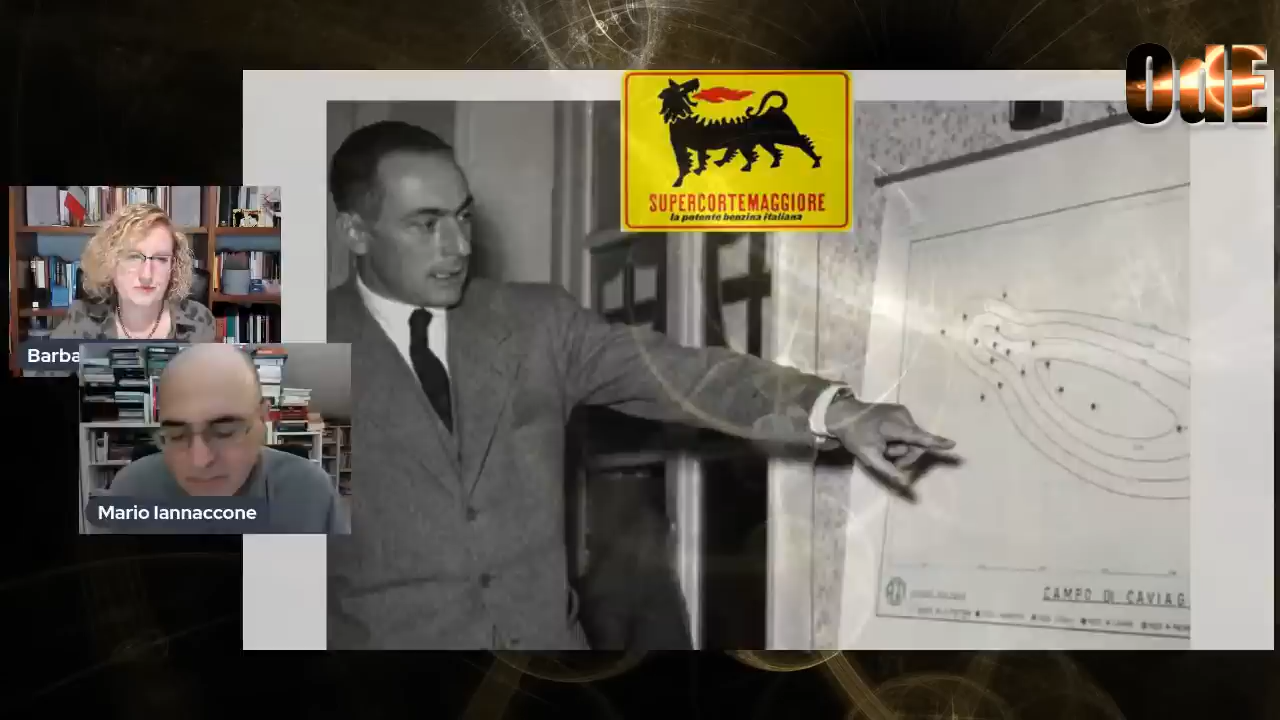 OdE
SUPERCORTEMAGGIORE
la potente benzina italiana
Barba
Mario Iannaccone
CAMPO DI CAVIAG